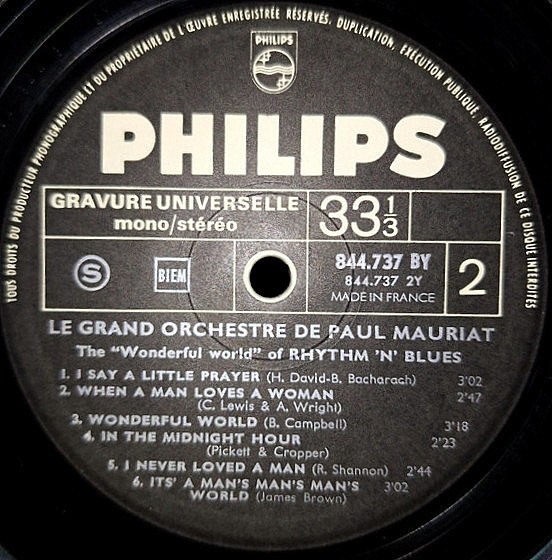 TOUS DROITS DU PRODUCTEUR PHONOGRAPHIQUE ET DU PROPRIÉTAIRE DE L'ŒUVRE ENREGISTRÉE RÉSERVÉS. DUPLICATION, EXÉCUTION PUBLIQUE, RADIODIFFUSION DE CE DISQUE INTERDITES
PHILIPS
PHILIPS
GRAVURE UNIVERSELLE
mono/stéréo
33 1/3
S
BIEM
844.737 BY
844.737 2Y
MADE IN FRANCE
2
LE GRAND ORCHESTRE DE PAUL MAURIAT
The "Wonderful world" of RHYTHM 'N' BLUES
1. I SAY A LITTLE PRAYER (H. David-B. Bacharach) 3'02
2. WHEN A MAN LOVES A WOMAN 2'47
(C. Lewis & A. Wright)
3. WONDERFUL WORLD (B. Campbell) 3'18
4. IN THE MIDNIGHT HOUR 2'23
(Pickett & Cropper)
5. I NEVER LOVED A MAN (R. Shannon) 2'44
6. ITS' A MAN'S MAN'S MAN'S 3'02
WORLD (James Brown)